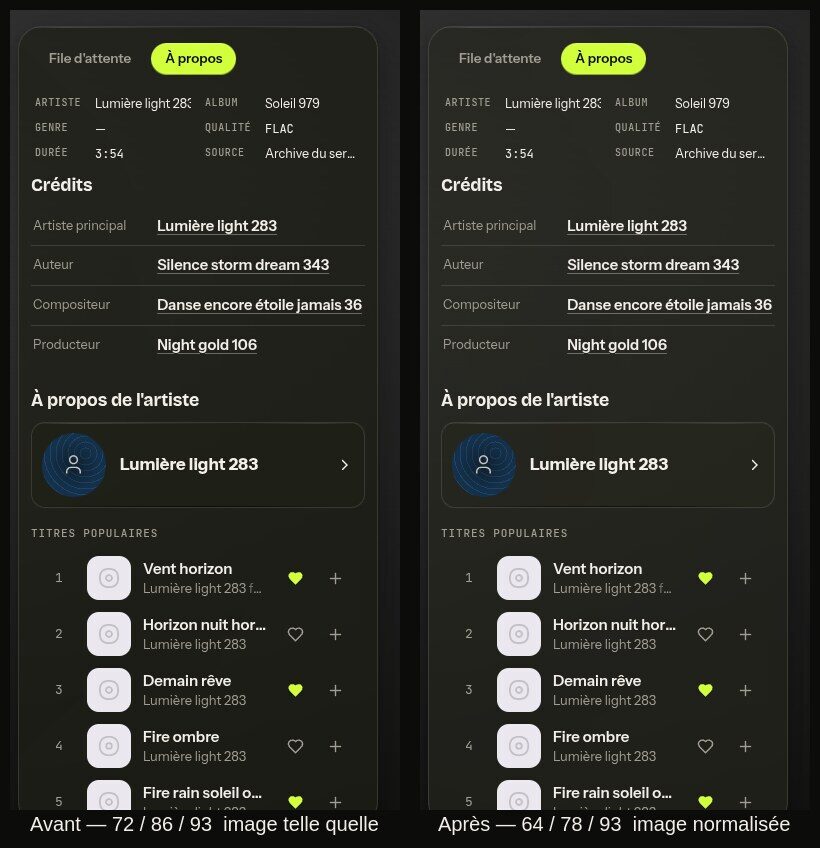 File d'attente À propos
ARTISTE Lumière light 283 ALBUM Soleil 979
GENRE — QUALITÉ FLAC
DURÉE 3:54 SOURCE Archive du ser...
Crédits
Artiste principal Lumière light 283
Auteur Silence storm dream 343
Compositeur Danse encore étoile jamais 36
Producteur Night gold 106
À propos de l'artiste
Lumière light 283
TITRES POPULAIRES
1 Vent horizon
Lumière light 283 f...
2 Horizon nuit hor...
Lumière light 283
3 Demain rêve
Lumière light 283
4 Fire ombre
Lumière light 283
5 Fire rain soleil o...
Lumière light 283
Avant — 72 / 86 / 93 image telle quelle
File d'attente À propos
ARTISTE Lumière light 283 ALBUM Soleil 979
GENRE — QUALITÉ FLAC
DURÉE 3:54 SOURCE Archive du ser...
Crédits
Artiste principal Lumière light 283
Auteur Silence storm dream 343
Compositeur Danse encore étoile jamais 36
Producteur Night gold 106
À propos de l'artiste
Lumière light 283
TITRES POPULAIRES
1 Vent horizon
Lumière light 283 f...
2 Horizon nuit hor...
Lumière light 283
3 Demain rêve
Lumière light 283
4 Fire ombre
Lumière light 283
5 Fire rain soleil o...
Lumière light 283
Après — 64 / 78 / 93 image normalisée